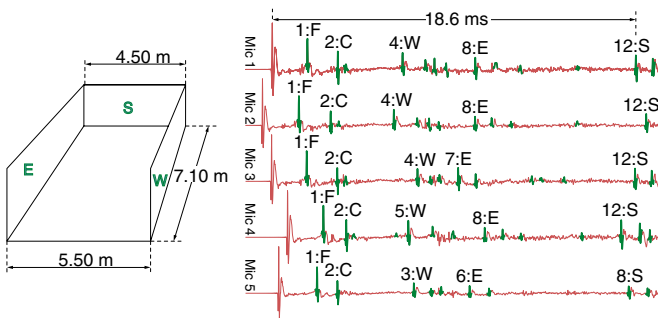 4.50 m
S
E
W
7.10 m
5.50 m
18.6 ms
Mic 1
1:F
2:C
4:W
8:E
12:S
Mic 2
1:F
2:C
4:W
8:E
12:S
Mic 3
1:F
2:C
4:W
7:E
12:S
Mic 4
1:F
2:C
5:W
8:E
12:S
Mic 5
1:F
2:C
3:W
6:E
8:S